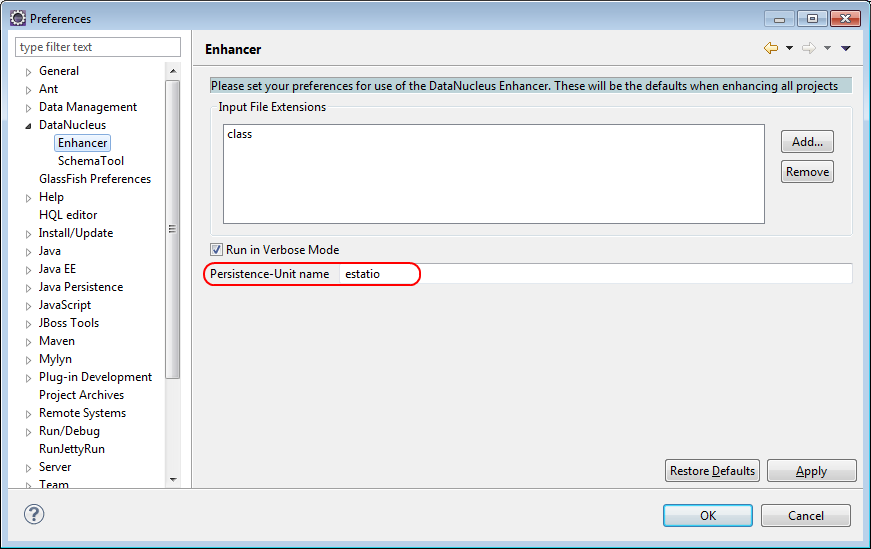 Preferences
type filter text
General
Ant
Data Management
DataNucleus
Enhancer
SchemaTool
GlassFish Preferences
Help
HQL editor
Install/Update
Java
Java EE
Java Persistence
JavaScript
JBoss Tools
Maven
Mylyn
Plug-in Development
Project Archives
Remote Systems
Run/Debug
RunJettyRun
Server
Team
Enhancer
Please set your preferences for use of the DataNucleus Enhancer. These will be the defaults when enhancing all projects
Input File Extensions
class
Add...
Remove
Run in Verbose Mode
Persistence-Unit name estatio
Restore Defaults Apply
? OK Cancel